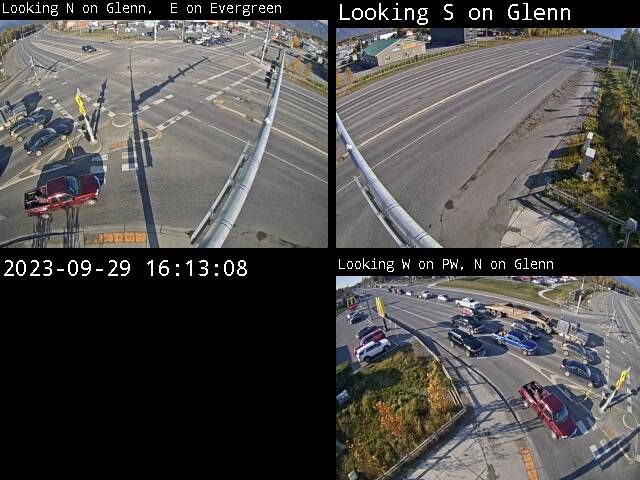 Looking N on Glenn, E on Evergreen
Looking S on Glenn
2023-09-29 16:13:08
Looking W on PW, N on Glenn